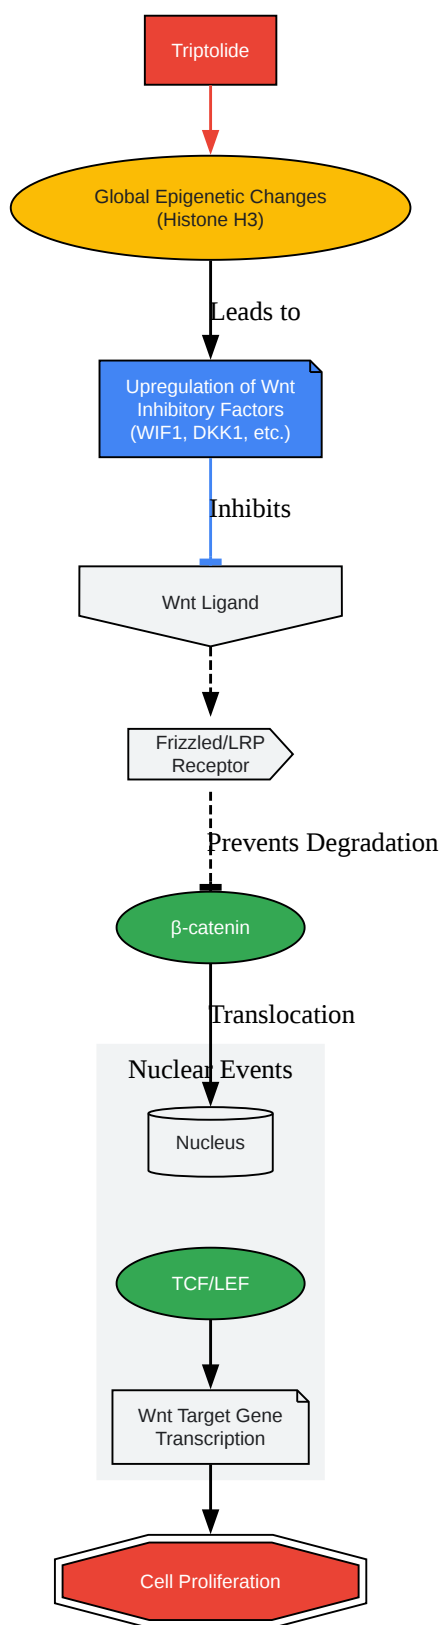 Triptolide
Global Epigenetic Changes
(Histone H3)
Leads to
Upregulation of Wnt
Inhibitory Factors
(WIF1, DKK1, etc.)
Inhibits
Wnt Ligand
Frizzled/LRP
Receptor
Prevents Degradation
β-catenin
Translocation
Nuclear Events
Nucleus
TCF/LEF
Wnt Target Gene
Transcription
Cell Proliferation